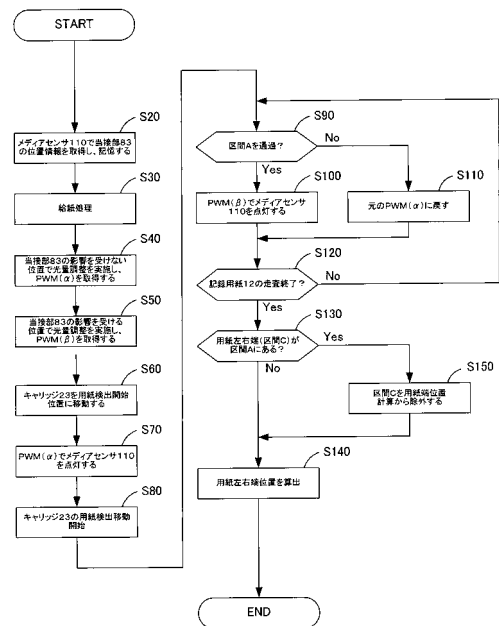 START
S20
メディアセンサ110で当接部83
の位置情報を取得し、記憶する
S30
給紙処理
S40
当接部83の影響を受けない
位置で光量調整を実施し、
PWM(α)を取得する
S50
当接部83の影響を受ける
位置で光量調整を実施し、
PWM(β)を取得する
S60
キャリッジ23を用紙検出開始
位置に移動する
S70
PWM(α)でメディアセンサ110
を点灯する
S80
キャリッジ23の用紙検出移動
開始
S90
区間Aを通過?
No
Yes
S100
PWM(β)でメディアセンサ
110を点灯する
S110
元のPWM(α)に戻す
S120
記録用紙12の走査終了?
No
Yes
S130
用紙左右端(区間C)が
区間Aにある?
Yes
No
S150
区間Cを用紙端位置
計算から除外する
S140
用紙左右端位置を算出
END